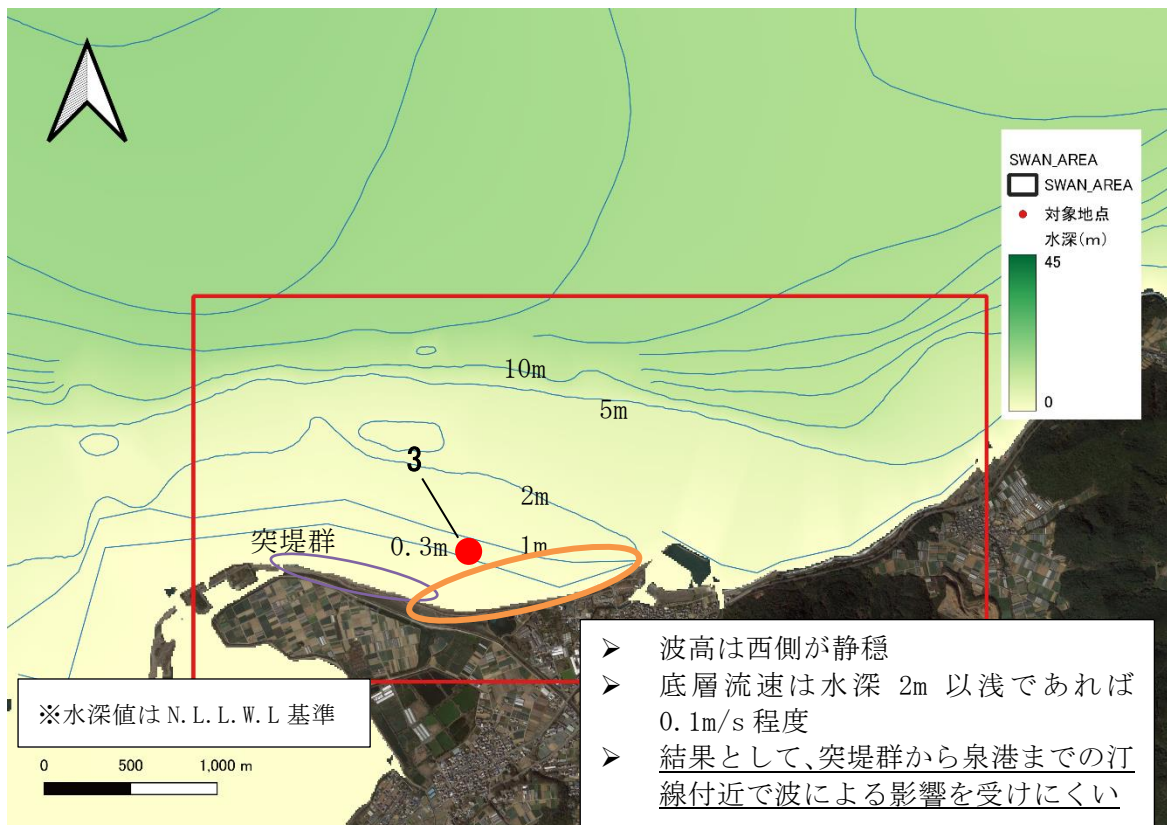 SWAN_AREA
SWAN_AREA
対象地点
水深(m)
45
0
10m
5m
3
2m
突堤群
0.3m
1m
➢ 波高は西側が静穏
➢ 底層流速は水深 2m 以浅であれば
0.1m/s 程度
➢ 結果として、突堤群から泉港までの汀
線付近で波による影響を受けにくい
※水深値は N.L.L.W.L 基準
0 500 1,000 m